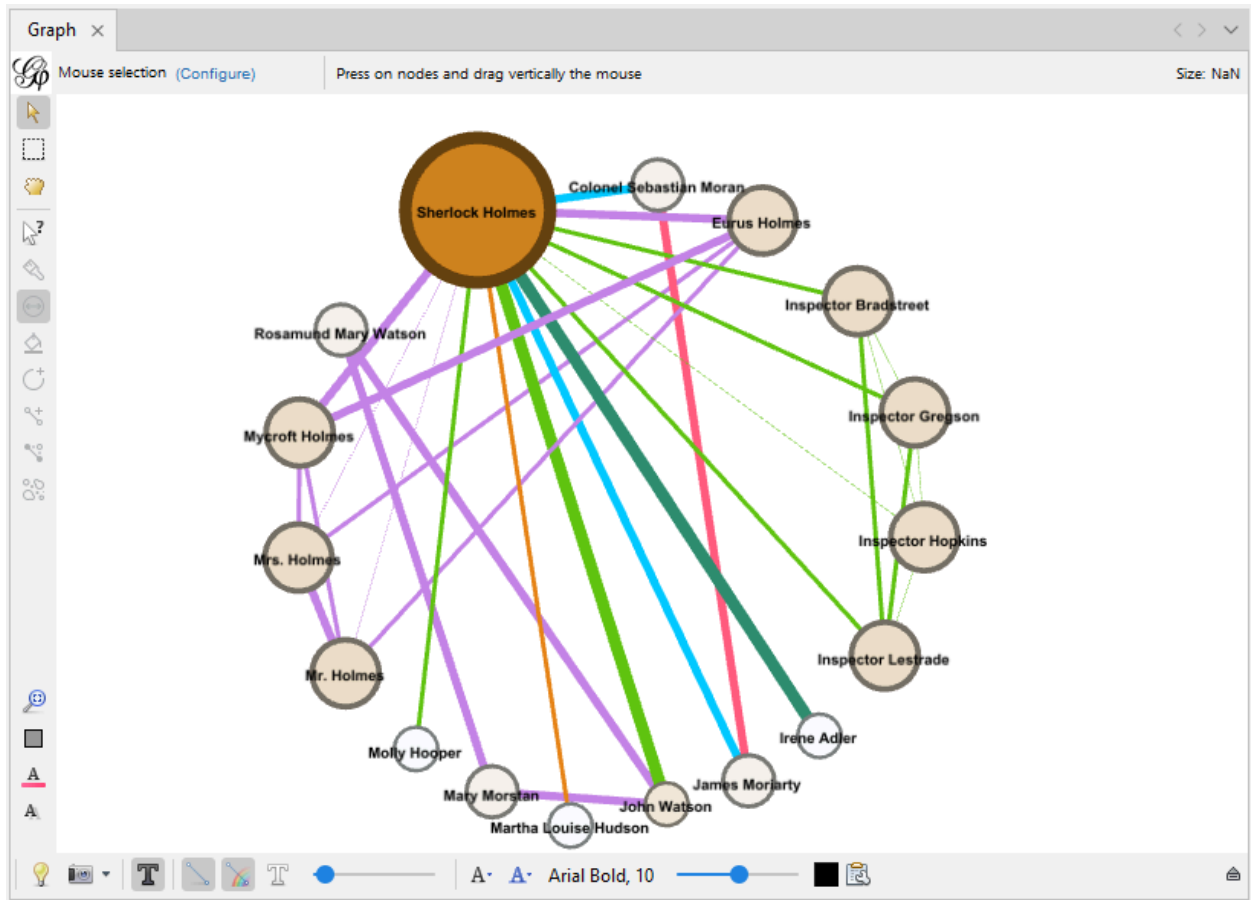 Graph
Mouse selection (Configure) Press on nodes and drag vertically the mouse Size: NaN
Colonel Sebastian Moran
Sherlock Holmes
Eurus Holmes
Inspector Bradstreet
Rosamund Mary Watson
Inspector Gregson
Mycroft Holmes
Inspector Hopkins
Mrs. Holmes
Inspector Lestrade
Mr. Holmes
Irene Adler
Molly Hooper
James Moriarty
Mary Morstan
John Watson
Martha Louise Hudson
A
A
T T A A Arial Bold, 10